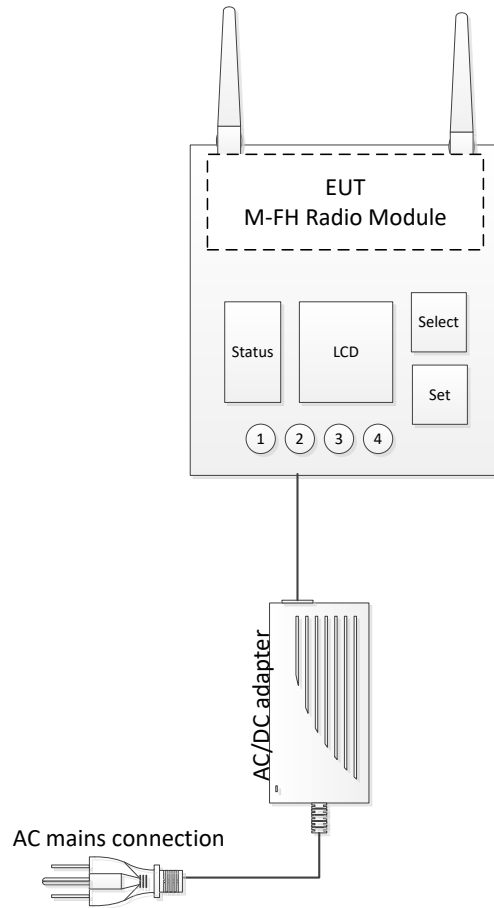 EUT
M-FH Radio Module
Status
LCD
Select
Set
1 2 3 4
AC/DC adapter
AC mains connection